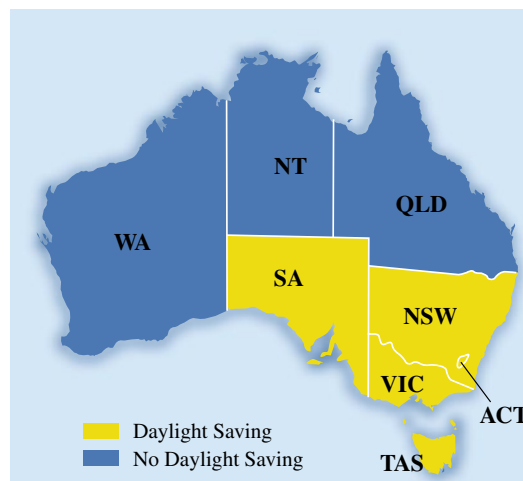 NT
QLD
WA
SA
NSW
VIC
ACT
Daylight Saving
No Daylight Saving
TAS